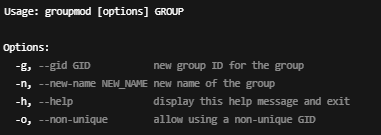 Usage: groupmod [options] GROUP

Options:
  -g, --gid GID                 new group ID for the group
  -n, --new-name NEW_NAME new name of the group
  -h, --help                    display this help message and exit
  -o, --non-unique              allow using a non-unique GID